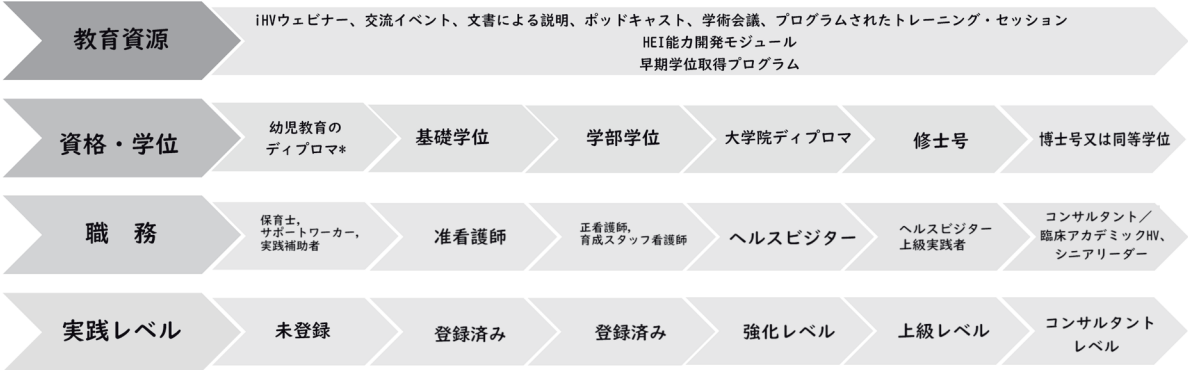 教育資源
iHVウェビナー、交流イベント、文書による説明、ポッドキャスト、学術会議、プログラムされたトレーニング・セッション
HEI能力開発モジュール
早期学位取得プログラム
資格・学位
幼児教育の
ディプロマ*
基礎学位
学部学位
大学院ディプロマ
修士号
博士号又は同等学位
職　務
保育士,
サポートワーカー,
実践補助者
准看護師
正看護師,
育成スタッフ看護師
ヘルスビジター
ヘルスビジター
上級実践者
コンサルタント／
臨床アカデミックHV、
シニアリーダー
実践レベル
未登録
登録済み
登録済み
強化レベル
上級レベル
コンサルタント
レベル